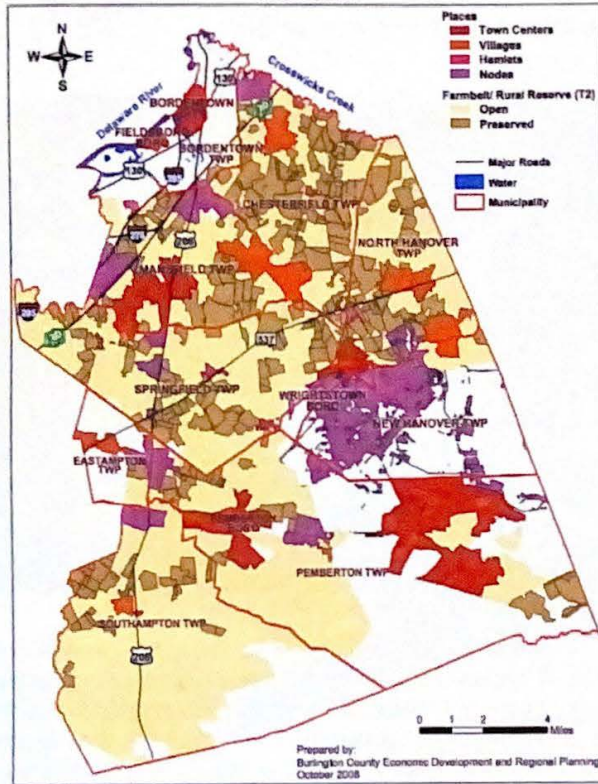 N
W E
S
Places
Town Centers
Villages
Hamlets
Nodes
Farmbelt/ Rural Reserve (T2)
Open
Preserved
Major Roads
Water
Municipality
Delaware River
Crosswicks Creek
130
BORDENTOWN
FIELDSBORO
BORO
BORDENTOWN
TWP
130
CHESTERFIELD TWP
206
NORTH HANOVER
TWP
MANSFIELD TWP
295
537
SPRINGFIELD TWP
WRIGHTSTOWN
BORO
NEW HANOVER TWP
EASTAMPTON
TWP
PEMBERTON TWP
SOUTHAMPTON TWP
206
0 1 2 4
Miles
Prepared by:
Burlington County Economic Development and Regional Planning
October 2008